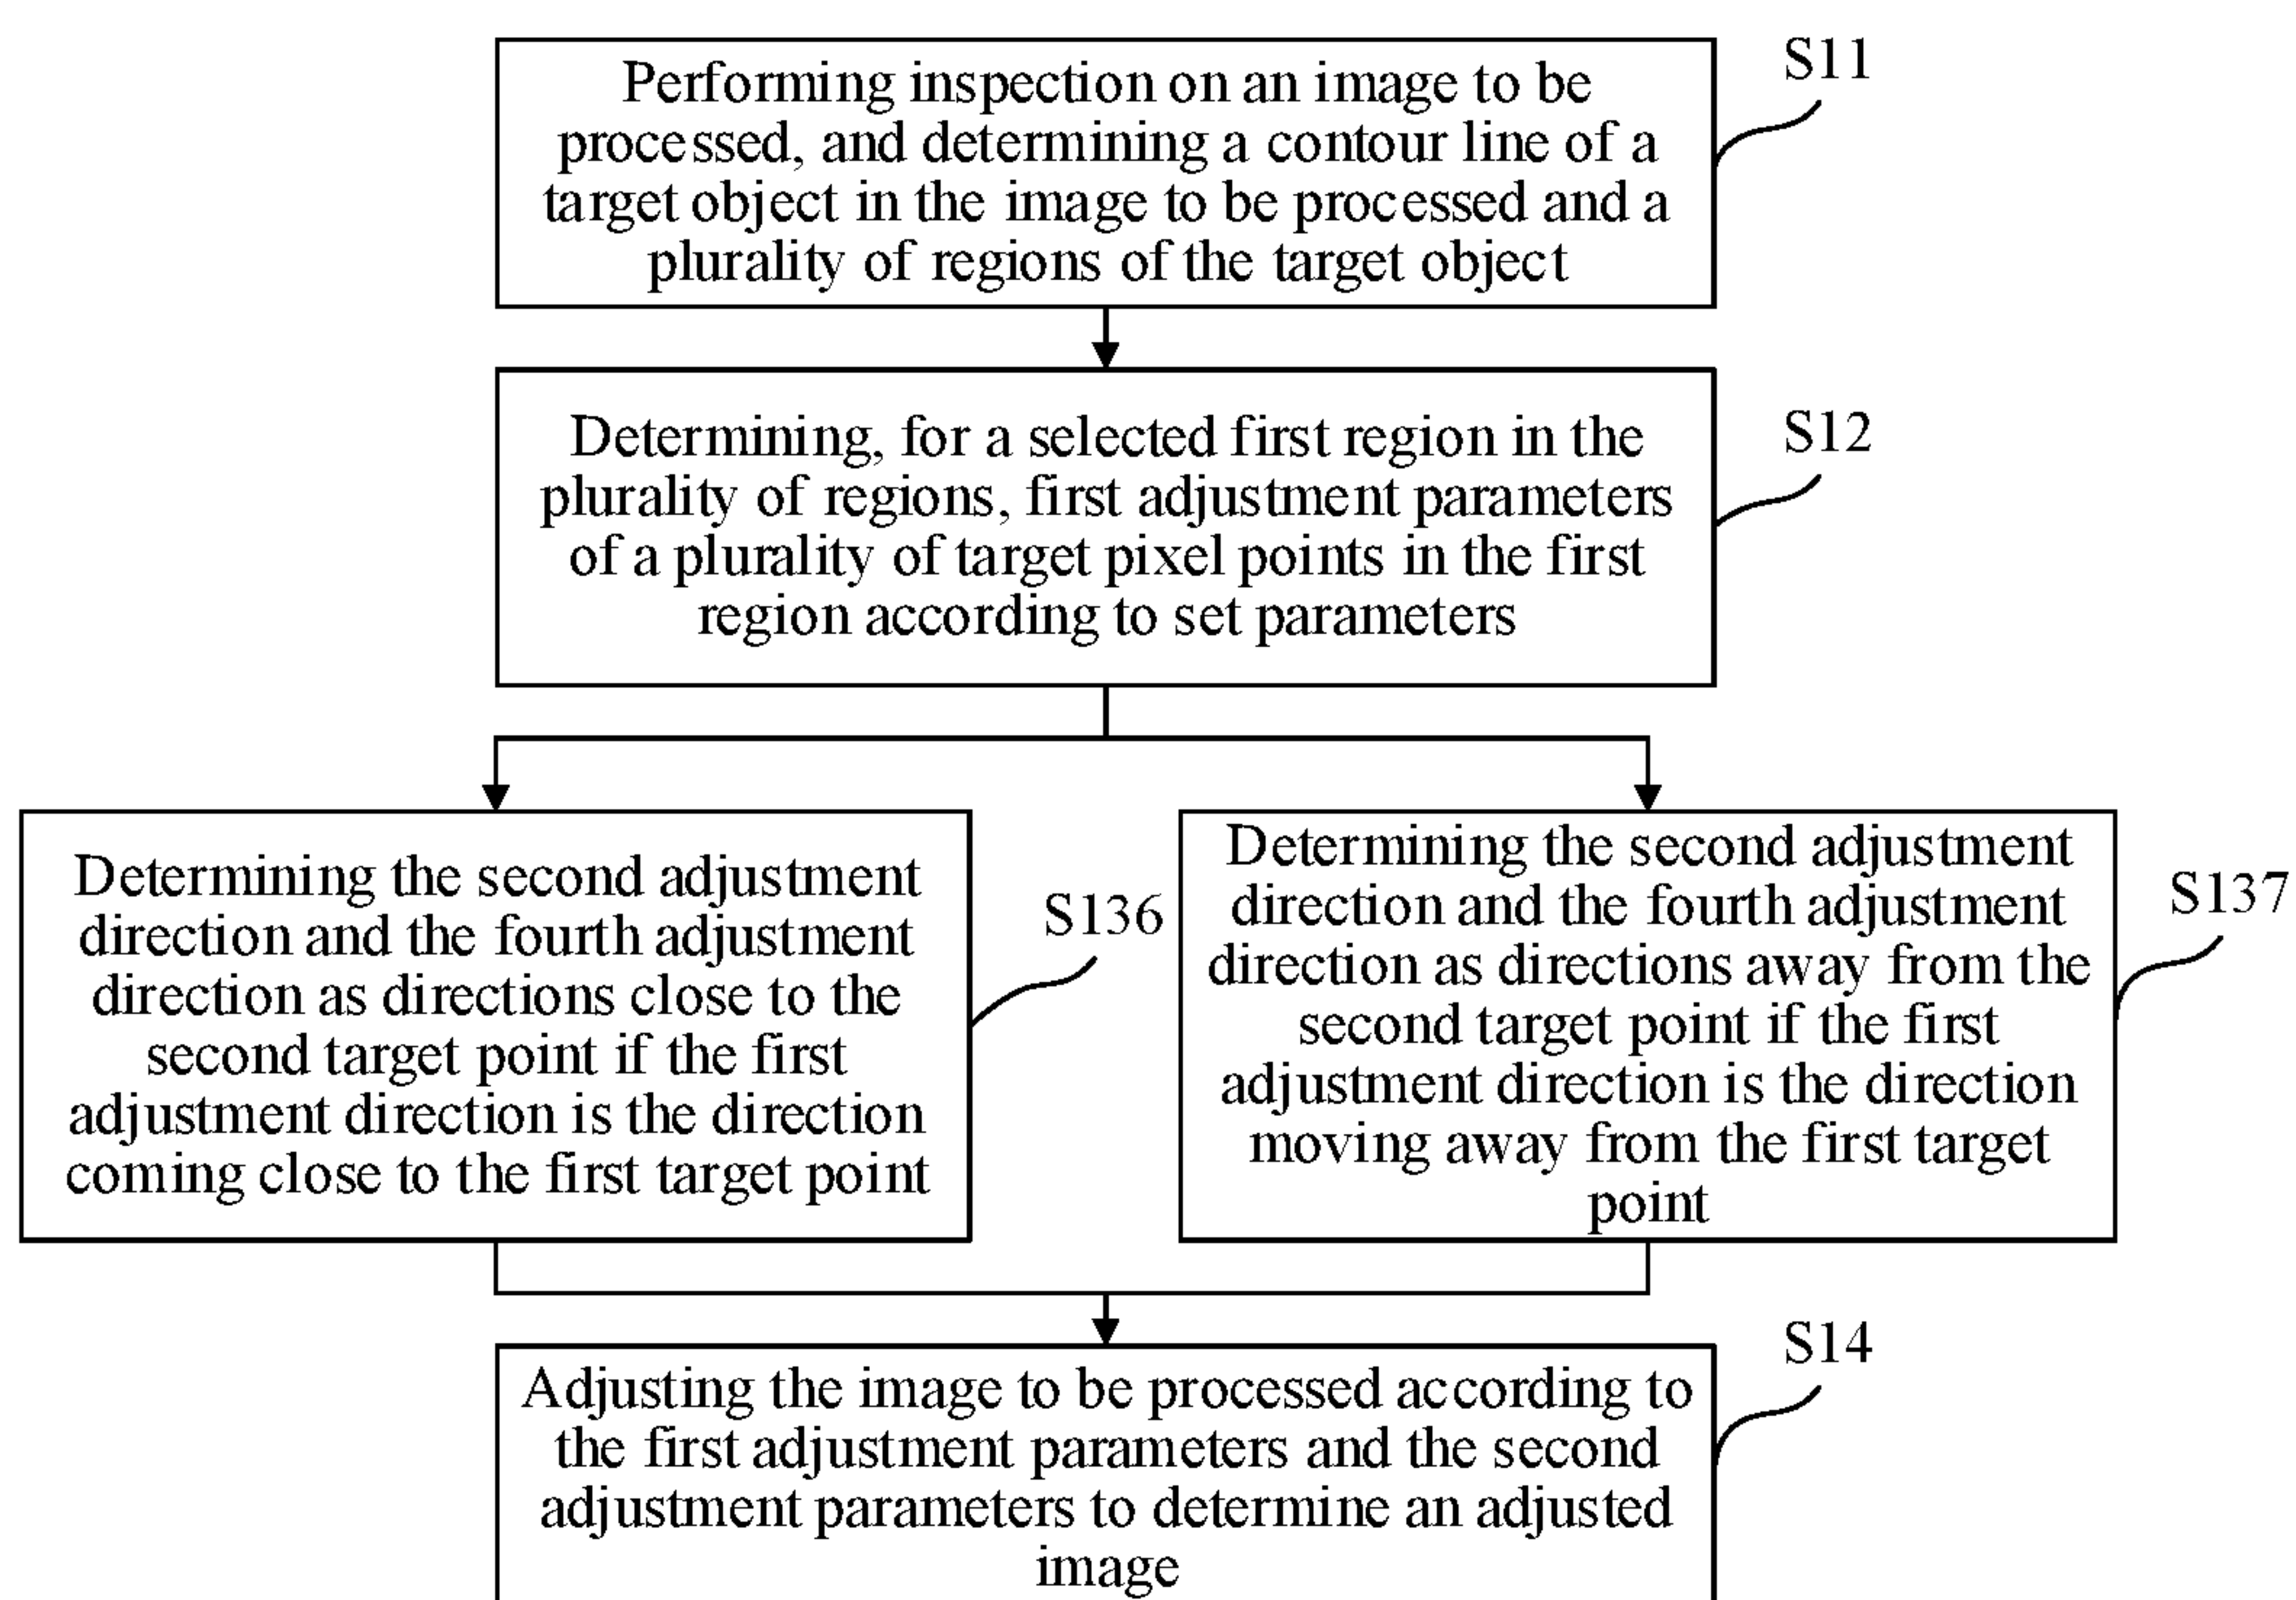 Performing inspection on an image to be
processed, and determining a contour line of a
target object in the image to be processed and a
plurality of regions of the target object
S11
Determining, for a selected first region in the
plurality of regions, first adjustment parameters
of a plurality of target pixel points in the first
region according to set parameters
S12
Determining the second adjustment
direction and the fourth adjustment
direction as directions close to the
second target point if the first
adjustment direction is the direction
coming close to the first target point
S136
Determining the second adjustment
direction and the fourth adjustment
direction as directions away from the
second target point if the first
adjustment direction is the direction
moving away from the first target
point
S137
Adjusting the image to be processed according to
the first adjustment parameters and the second
adjustment parameters to determine an adjusted
image
S14